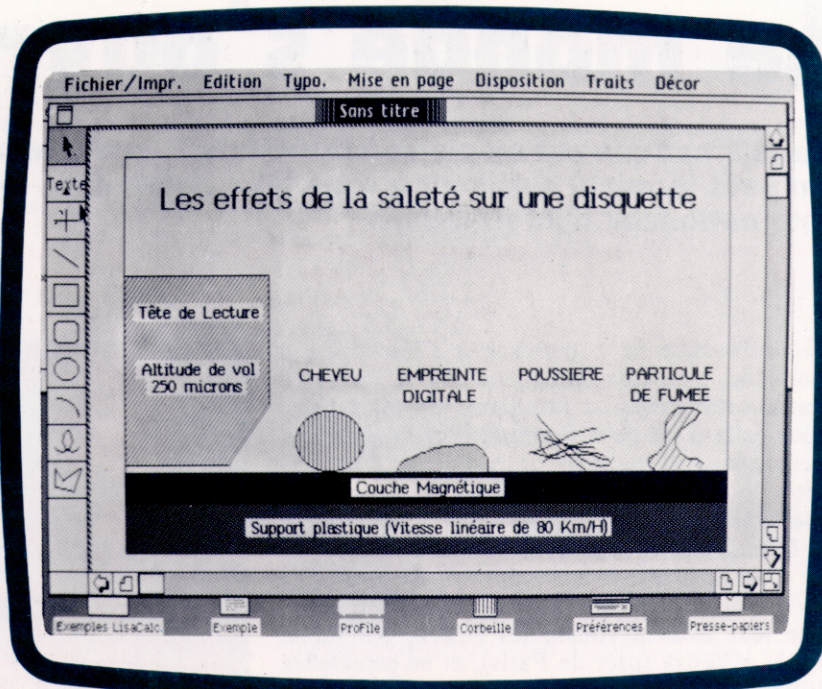 Fichier/Impr. Edition Typo. Mise en page Disposition Traits Décor
Sans titre
Texte
Les effets de la saleté sur une disquette
Tête de Lecture
Altitude de vol
250 microns
CHEVEU
EMPREINTE
DIGITALE
POUSSIERE
PARTICULE
DE FUMEE
Couche Magnétique
Support plastique (Vitesse linéaire de 80 Km/H)
Exemples LisaCalc. Exemple ProFile Corbeille Préférences Presse-papiers